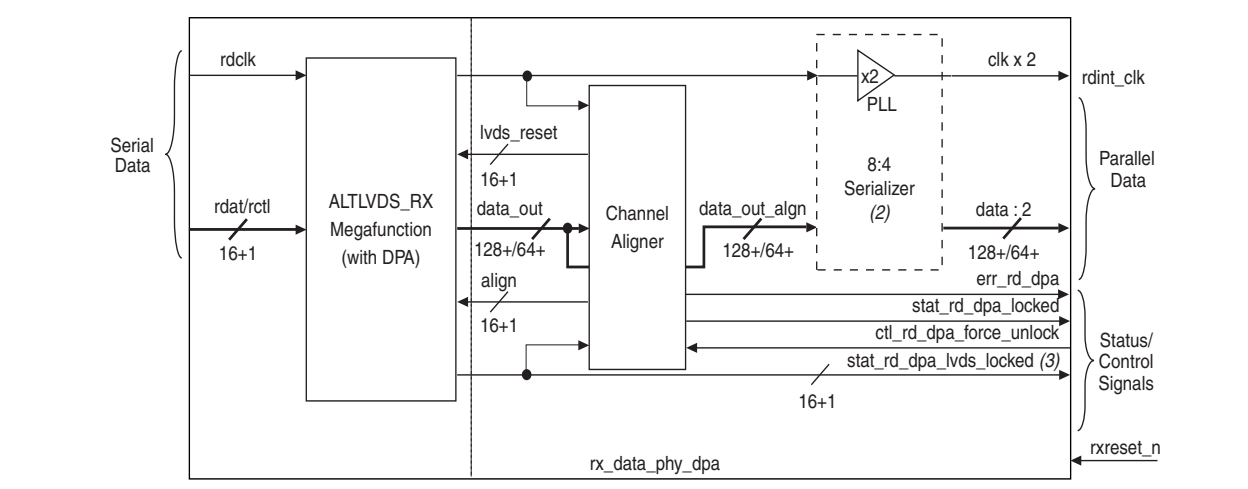 rdclk
clk x 2
x2
PLL
rdint_clk
Serial
Data
lvds_reset
16+1
8:4
Serializer
(2)
Parallel
Data
rdat/rctl
16+1
ALTLVDS_RX
Megafunction
(with DPA)
data_out
128+/64+
Channel
Aligner
data_out_algn
128+/64+
data : 2
128+/64+
align
16+1
err_rd_dpa
stat_rd_dpa_locked
ctl_rd_dpa_force_unlock
stat_rd_dpa_lvds_locked (3)
16+1
Status/
Control
Signals
rxreset_n
rx_data_phy_dpa